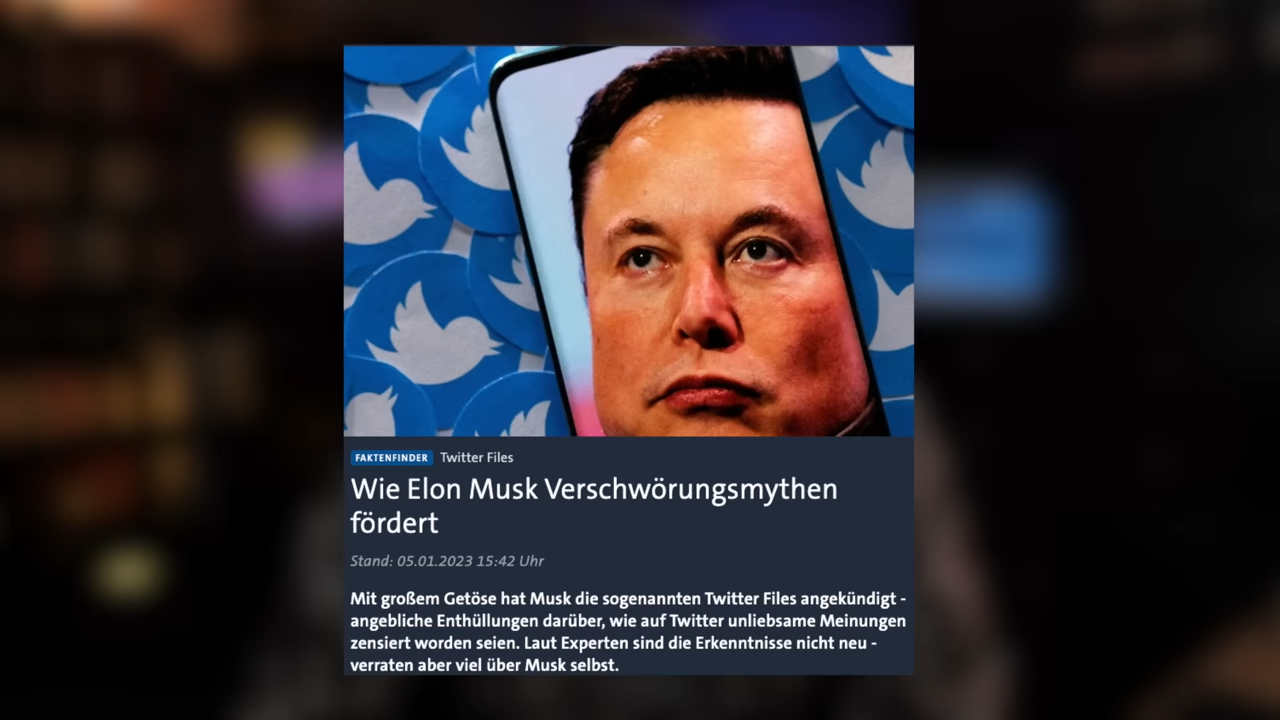 FAKTENFINDER Twitter Files
Wie Elon Musk Verschwörungsmythen
fördert
Stand: 05.01.2023 15:42 Uhr
Mit großem Getöse hat Musk die sogenannten Twitter Files angekündigt -
angebliche Enthüllungen darüber, wie auf Twitter unliebsame Meinungen
zensiert worden seien. Laut Experten sind die Erkenntnisse nicht neu -
verraten aber viel über Musk selbst.